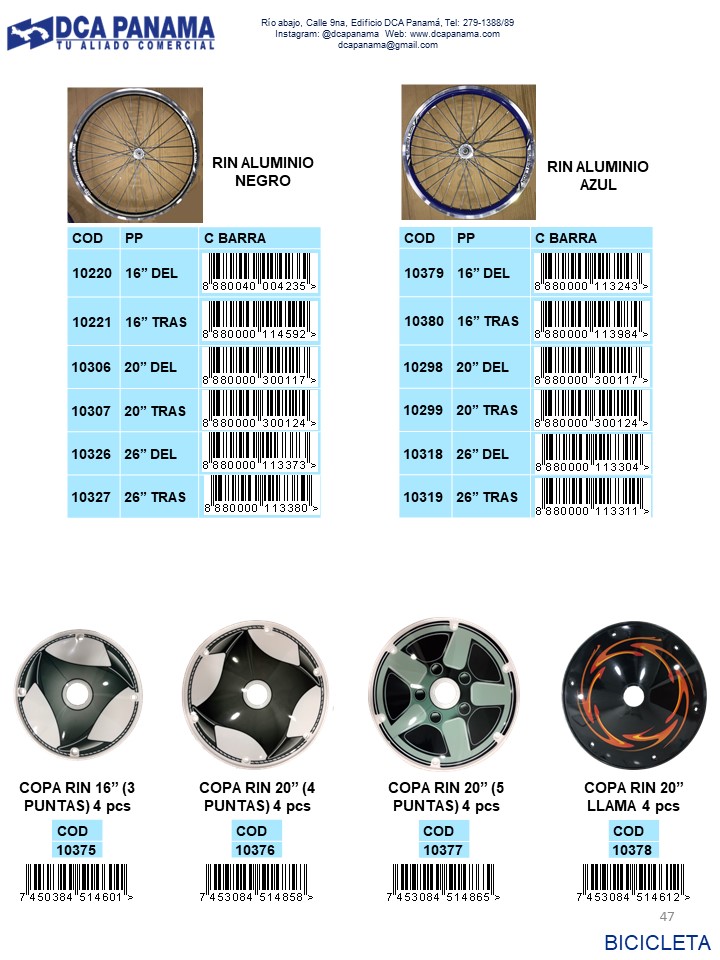 DCA PANAMA
TU ALIADO COMERCIAL
Río abajo, Calle 9na, Edificio DCA Panamá, Tel: 279-1388/89
Instagram: @dcapanama Web: www.dcapanama.com
dcapanama@gmail.com
RIN ALUMINIO
NEGRO
COD PP C BARRA
10220 16” DEL 8 880040 004235 >
10221 16” TRAS 8 880000 114592 >
10306 20” DEL 8 880000 300117 >
10307 20” TRAS 8 880000 300124 >
10326 26” DEL 8 880000 113373 >
10327 26” TRAS 8 880000 113380 >
RIN ALUMINIO
AZUL
COD PP C BARRA
10379 16” DEL 8 880000 113243 >
10380 16” TRAS 8 880000 113984 >
10298 20” DEL 8 880000 300117 >
10299 20” TRAS 8 880000 300124 >
10318 26” DEL 8 880000 113304 >
10319 26” TRAS 8 880000 113311 >
COPA RIN 16” (3
PUNTAS) 4 pcs
COD
10375
7 450384 514601 >
COPA RIN 20” (4
PUNTAS) 4 pcs
COD
10376
7 453084 514858 >
COPA RIN 20” (5
PUNTAS) 4 pcs
COD
10377
7 453084 514865 >
COPA RIN 20”
LLAMA 4 pcs
COD
10378
7 453084 514612 >
47
BICICLETA